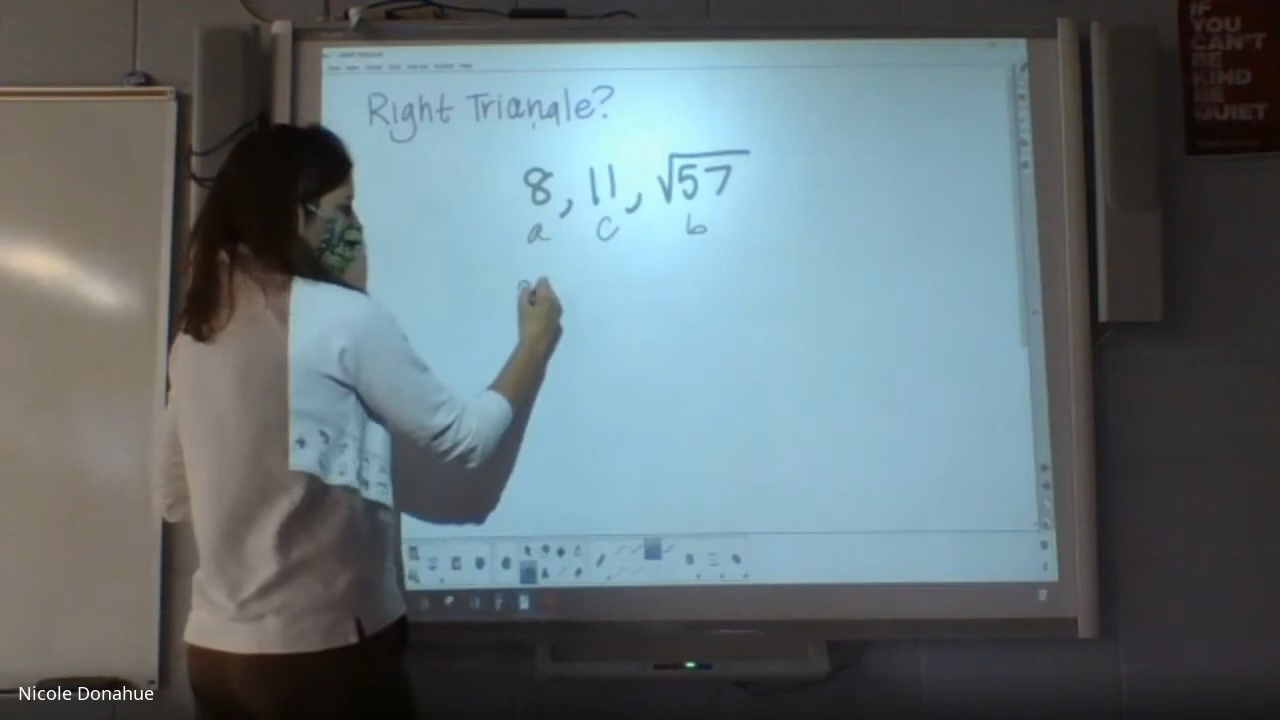 Right Triangle?
8, 11, √57
a c b
IF
YOU
CAN'T
BE
KIND
BE
QUIET
Nicole Donahue